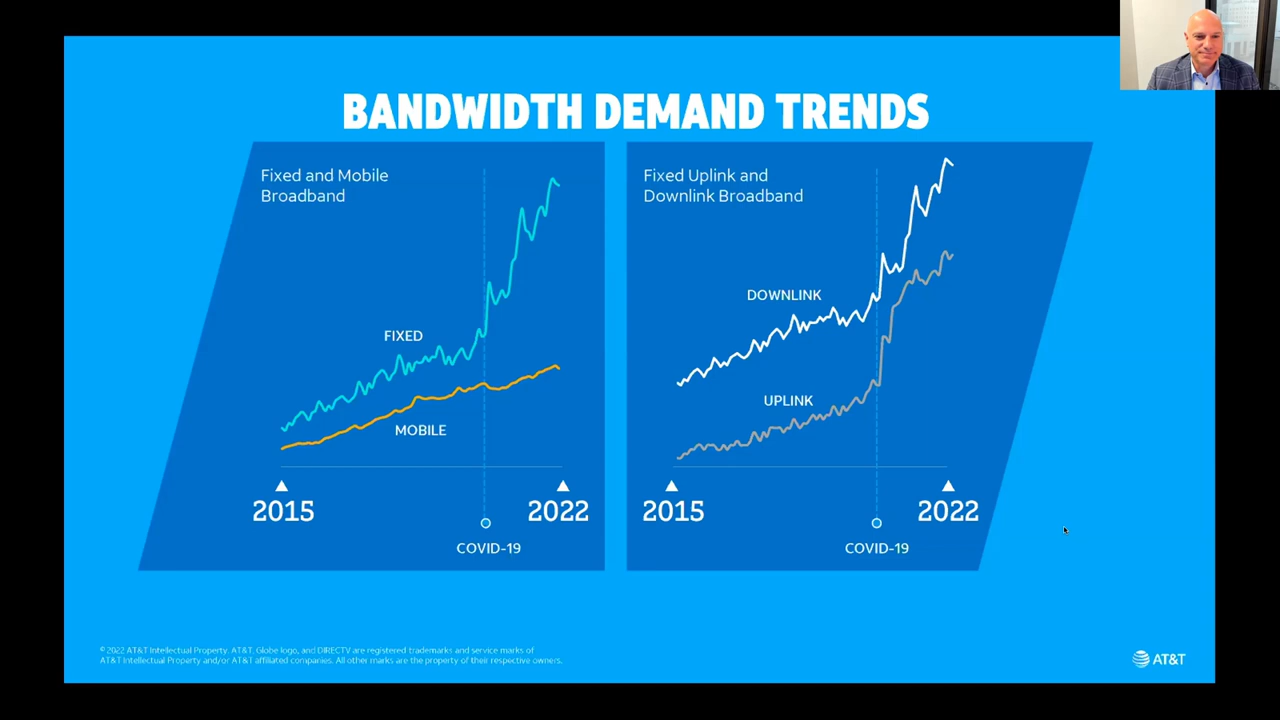 BANDWIDTH DEMAND TRENDS
Fixed and Mobile
Broadband
FIXED
MOBILE
2015
2022
COVID-19
Fixed Uplink and
Downlink Broadband
DOWNLINK
UPLINK
2015
2022
COVID-19
© 2022 AT&T Intellectual Property. AT&T, Globe logo, and DIRECTV are registered trademarks and service marks of
AT&T Intellectual Property and/or AT&T affiliated companies. All other marks are the property of their respective owners.
AT&T